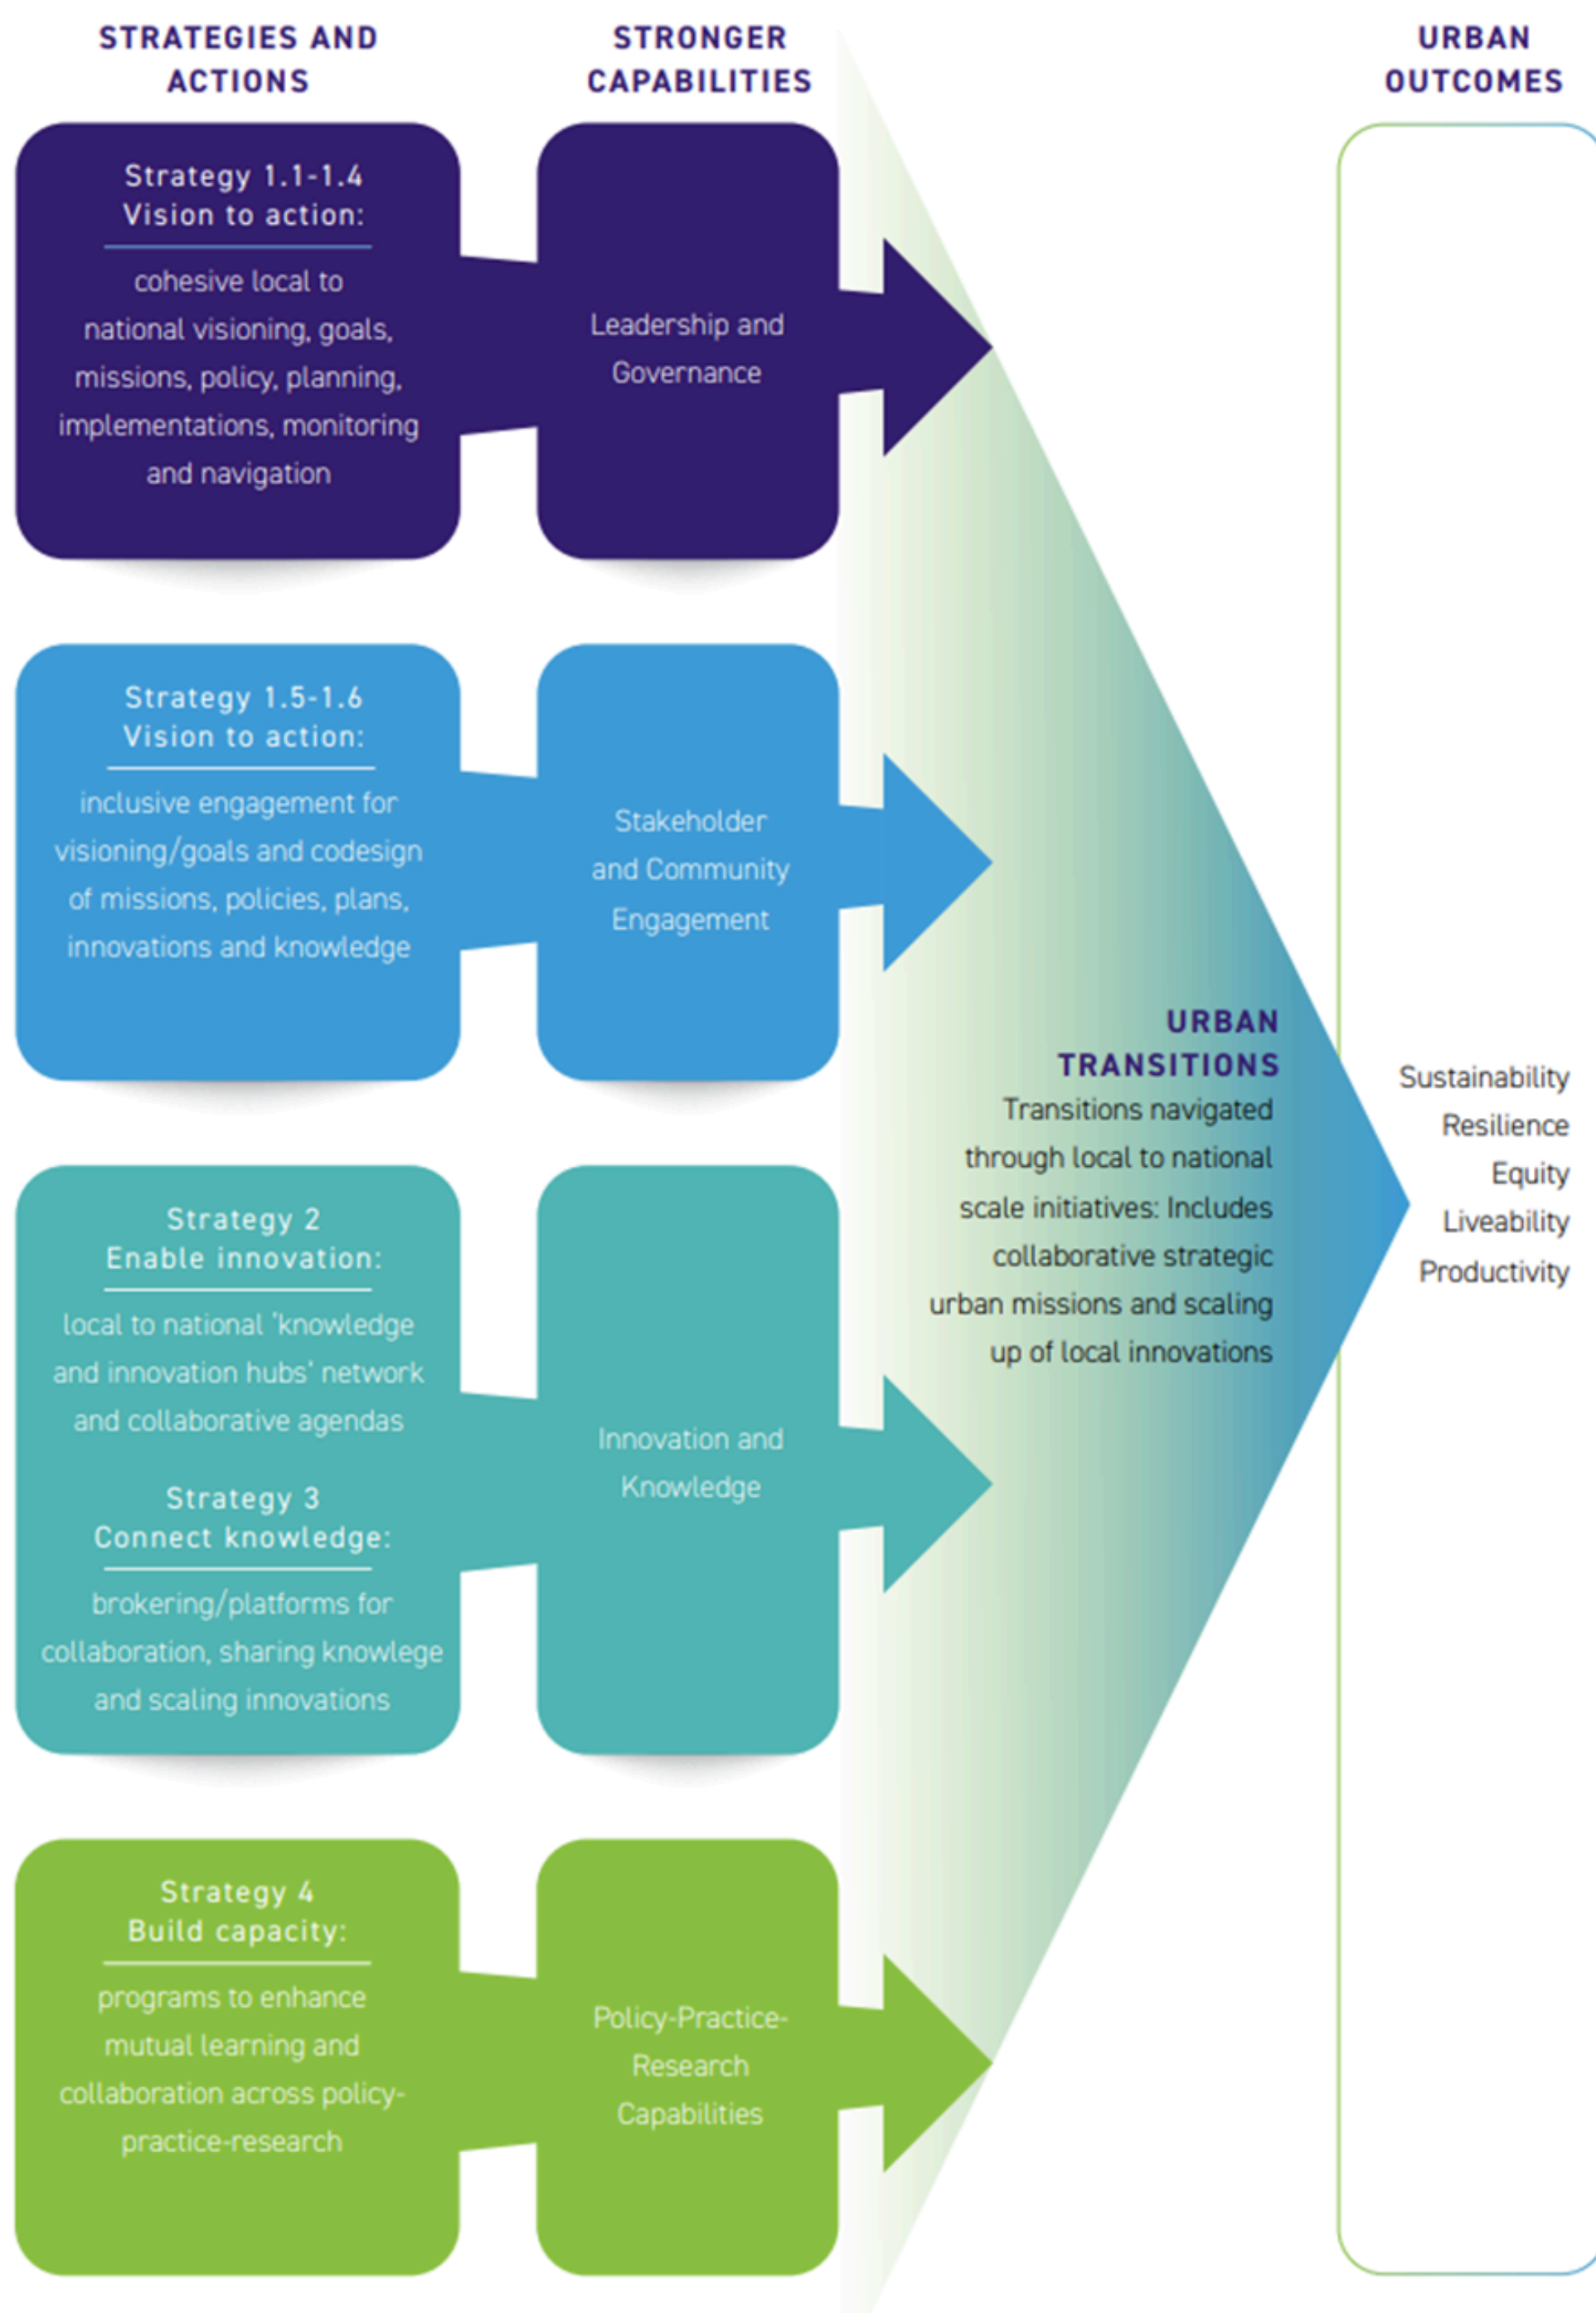 STRATEGIES AND
ACTIONS
STRONGER
CAPABILITIES
URBAN
OUTCOMES
Strategy 1.1-1.4
Vision to action:
cohesive local to
national visioning, goals,
missions, policy, planning,
implementations, monitoring
and navigation
Leadership and
Governance
Strategy 1.5-1.6
Vision to action:
inclusive engagement for
visioning/goals and codesign
of missions, policies, plans,
innovations and knowledge
Stakeholder
and Community
Engagement
Strategy 2
Enable innovation:
local to national ‘knowledge
and innovation hubs’ network
and collaborative agendas
Strategy 3
Connect knowledge:
brokering/platforms for
collaboration, sharing knowlege
and scaling innovations
Innovation and
Knowledge
Strategy 4
Build capacity:
programs to enhance
mutual learning and
collaboration across policy-
practice-research
Policy-Practice-
Research
Capabilities
URBAN
TRANSITIONS
Transitions navigated
through local to national
scale initiatives: Includes
collaborative strategic
urban missions and scaling
up of local innovations
Sustainability
Resilience
Equity
Liveability
Productivity